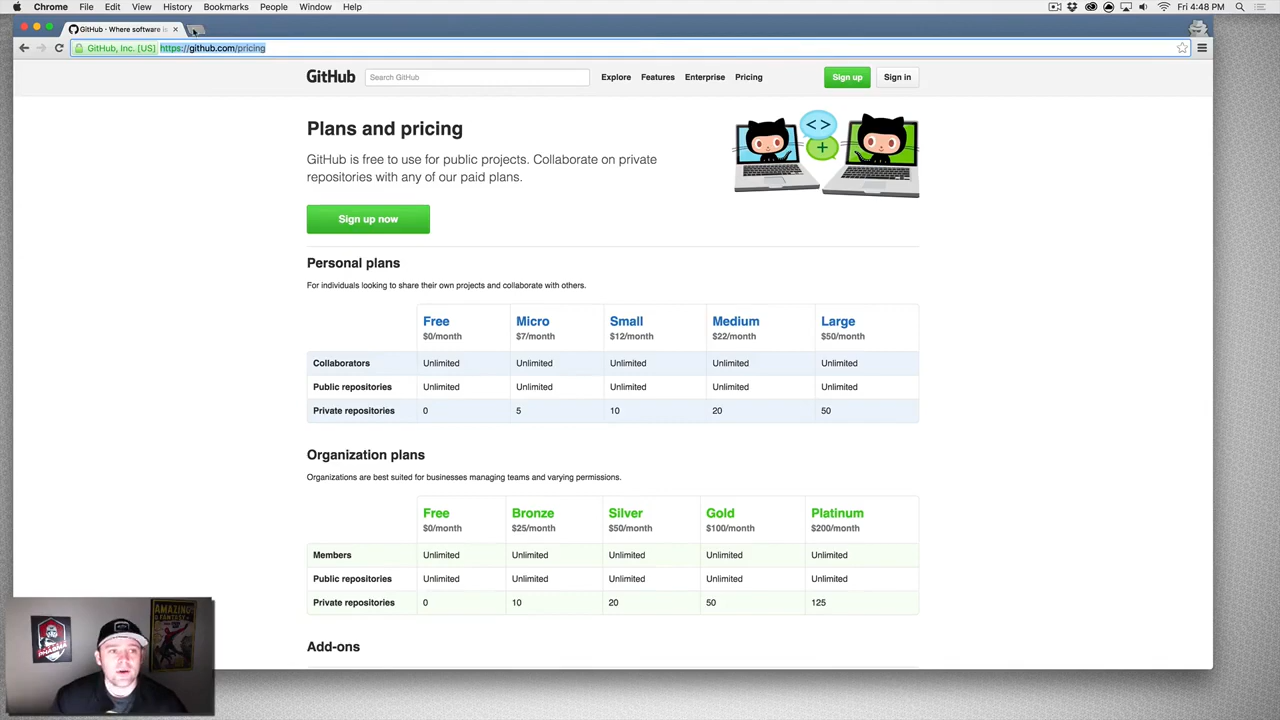 Chrome File Edit View History Bookmarks People Window Help Fri 4:48 PM
GitHub · Where software is
GitHub, Inc. [US] https://github.com/pricing
GitHub Search GitHub Explore Features Enterprise Pricing Sign up Sign in
Plans and pricing
GitHub is free to use for public projects. Collaborate on private
repositories with any of our paid plans.
Sign up now
Personal plans
For individuals looking to share their own projects and collaborate with others.
Free Micro Small Medium Large
$0/month $7/month $12/month $22/month $50/month
Collaborators Unlimited Unlimited Unlimited Unlimited Unlimited
Public repositories Unlimited Unlimited Unlimited Unlimited Unlimited
Private repositories 0 5 10 20 50
Organization plans
Organizations are best suited for businesses managing teams and varying permissions.
Free Bronze Silver Gold Platinum
$0/month $25/month $50/month $100/month $200/month
Members Unlimited Unlimited Unlimited Unlimited Unlimited
Public repositories Unlimited Unlimited Unlimited Unlimited Unlimited
Private repositories 0 10 20 50 125
Add-ons
AMAZING
FANTASY